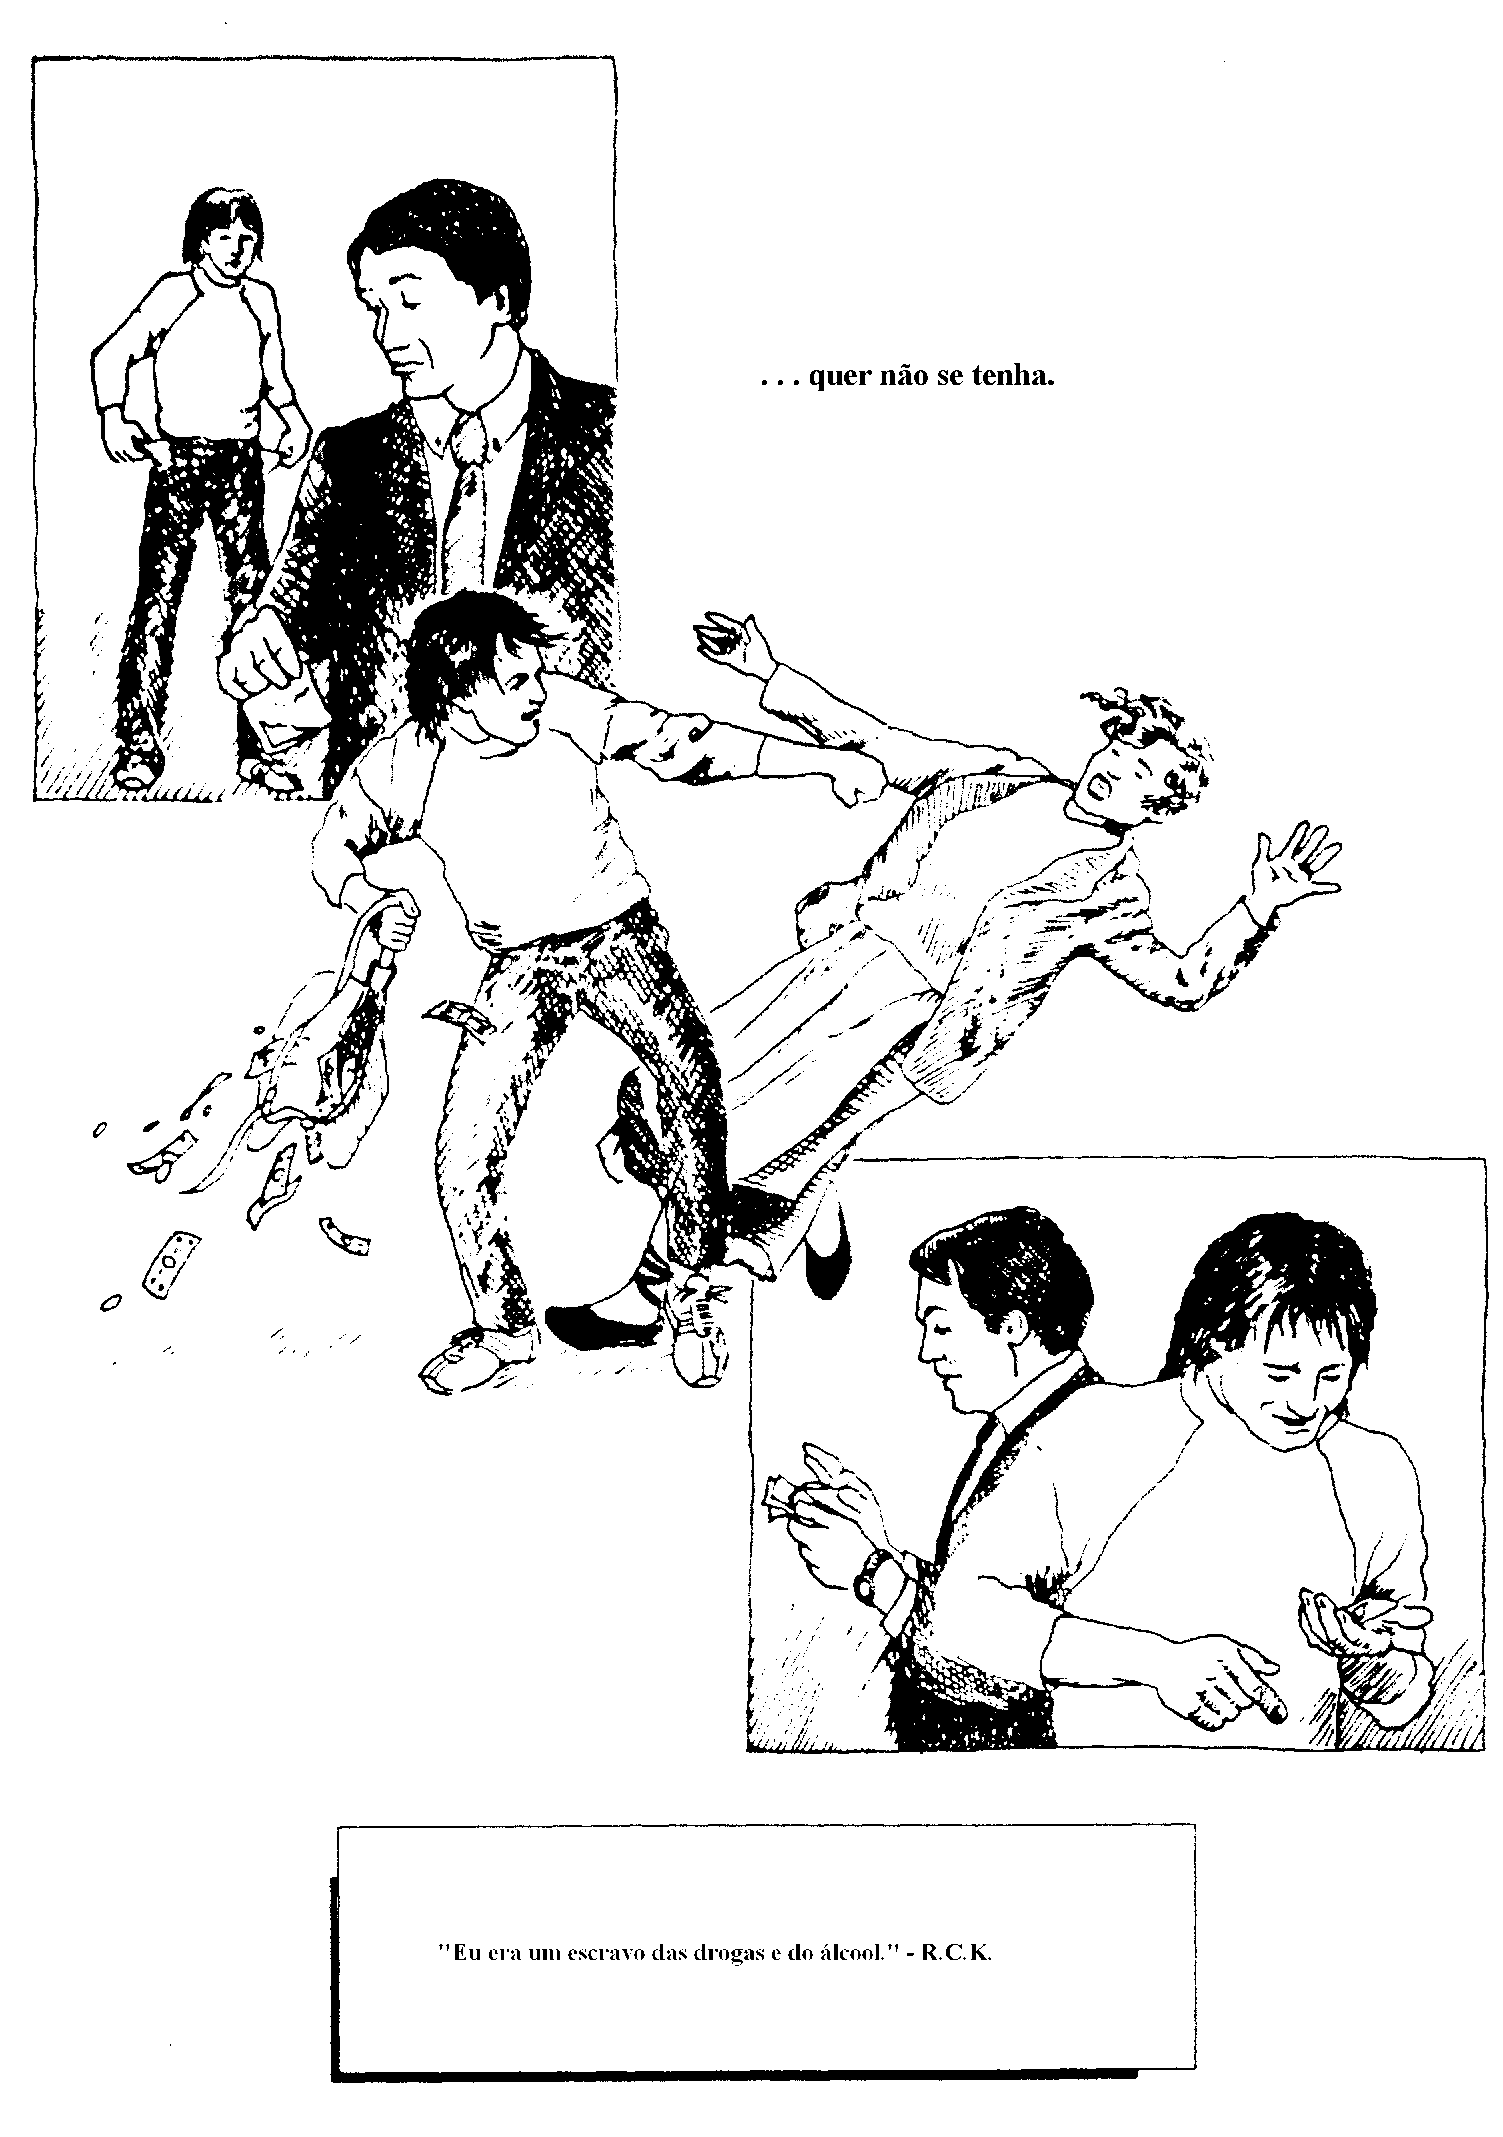 . . . quer não se tenha.
"Eu era um escravo das drogas e do álcool." - R.C.K.